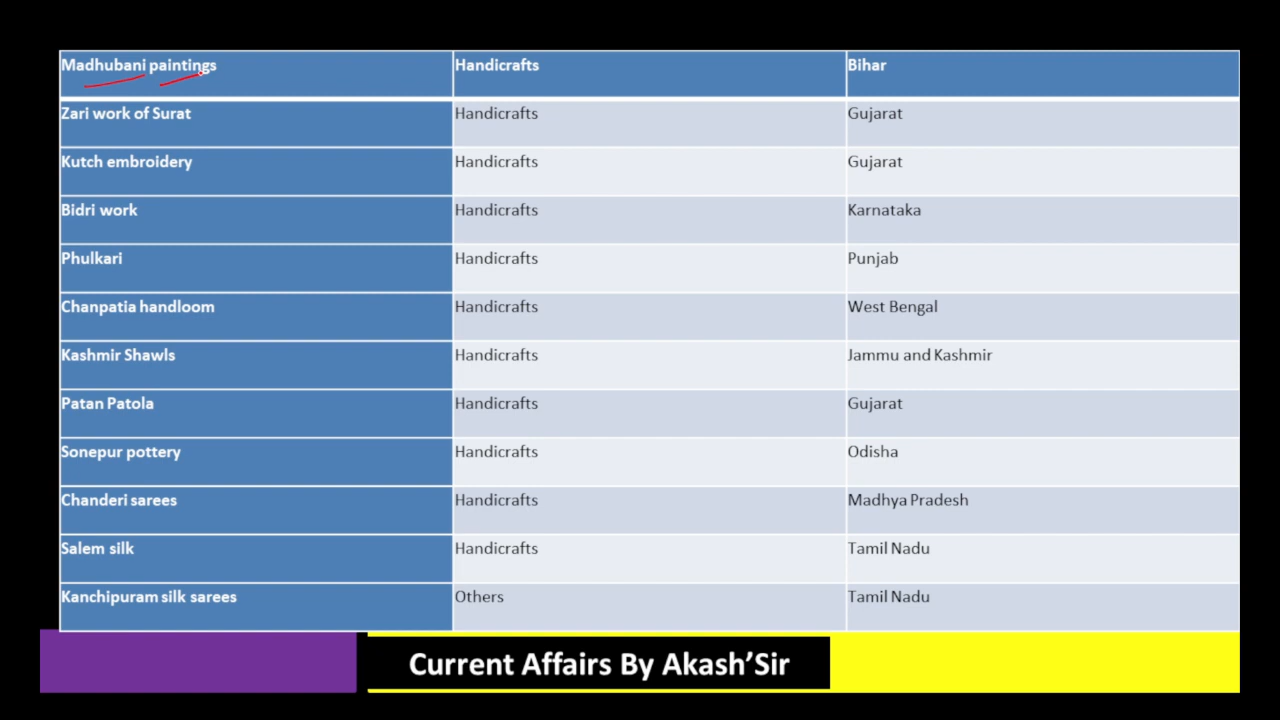 Madhubani paintings Handicrafts Bihar
Zari work of Surat Handicrafts Gujarat
Kutch embroidery Handicrafts Gujarat
Bidri work Handicrafts Karnataka
Phulkari Handicrafts Punjab
Chanpatia handloom Handicrafts West Bengal
Kashmir Shawls Handicrafts Jammu and Kashmir
Patan Patola Handicrafts Gujarat
Sonepur pottery Handicrafts Odisha
Chanderi sarees Handicrafts Madhya Pradesh
Salem silk Handicrafts Tamil Nadu
Kanchipuram silk sarees Others Tamil Nadu
Current Affairs By Akash’Sir